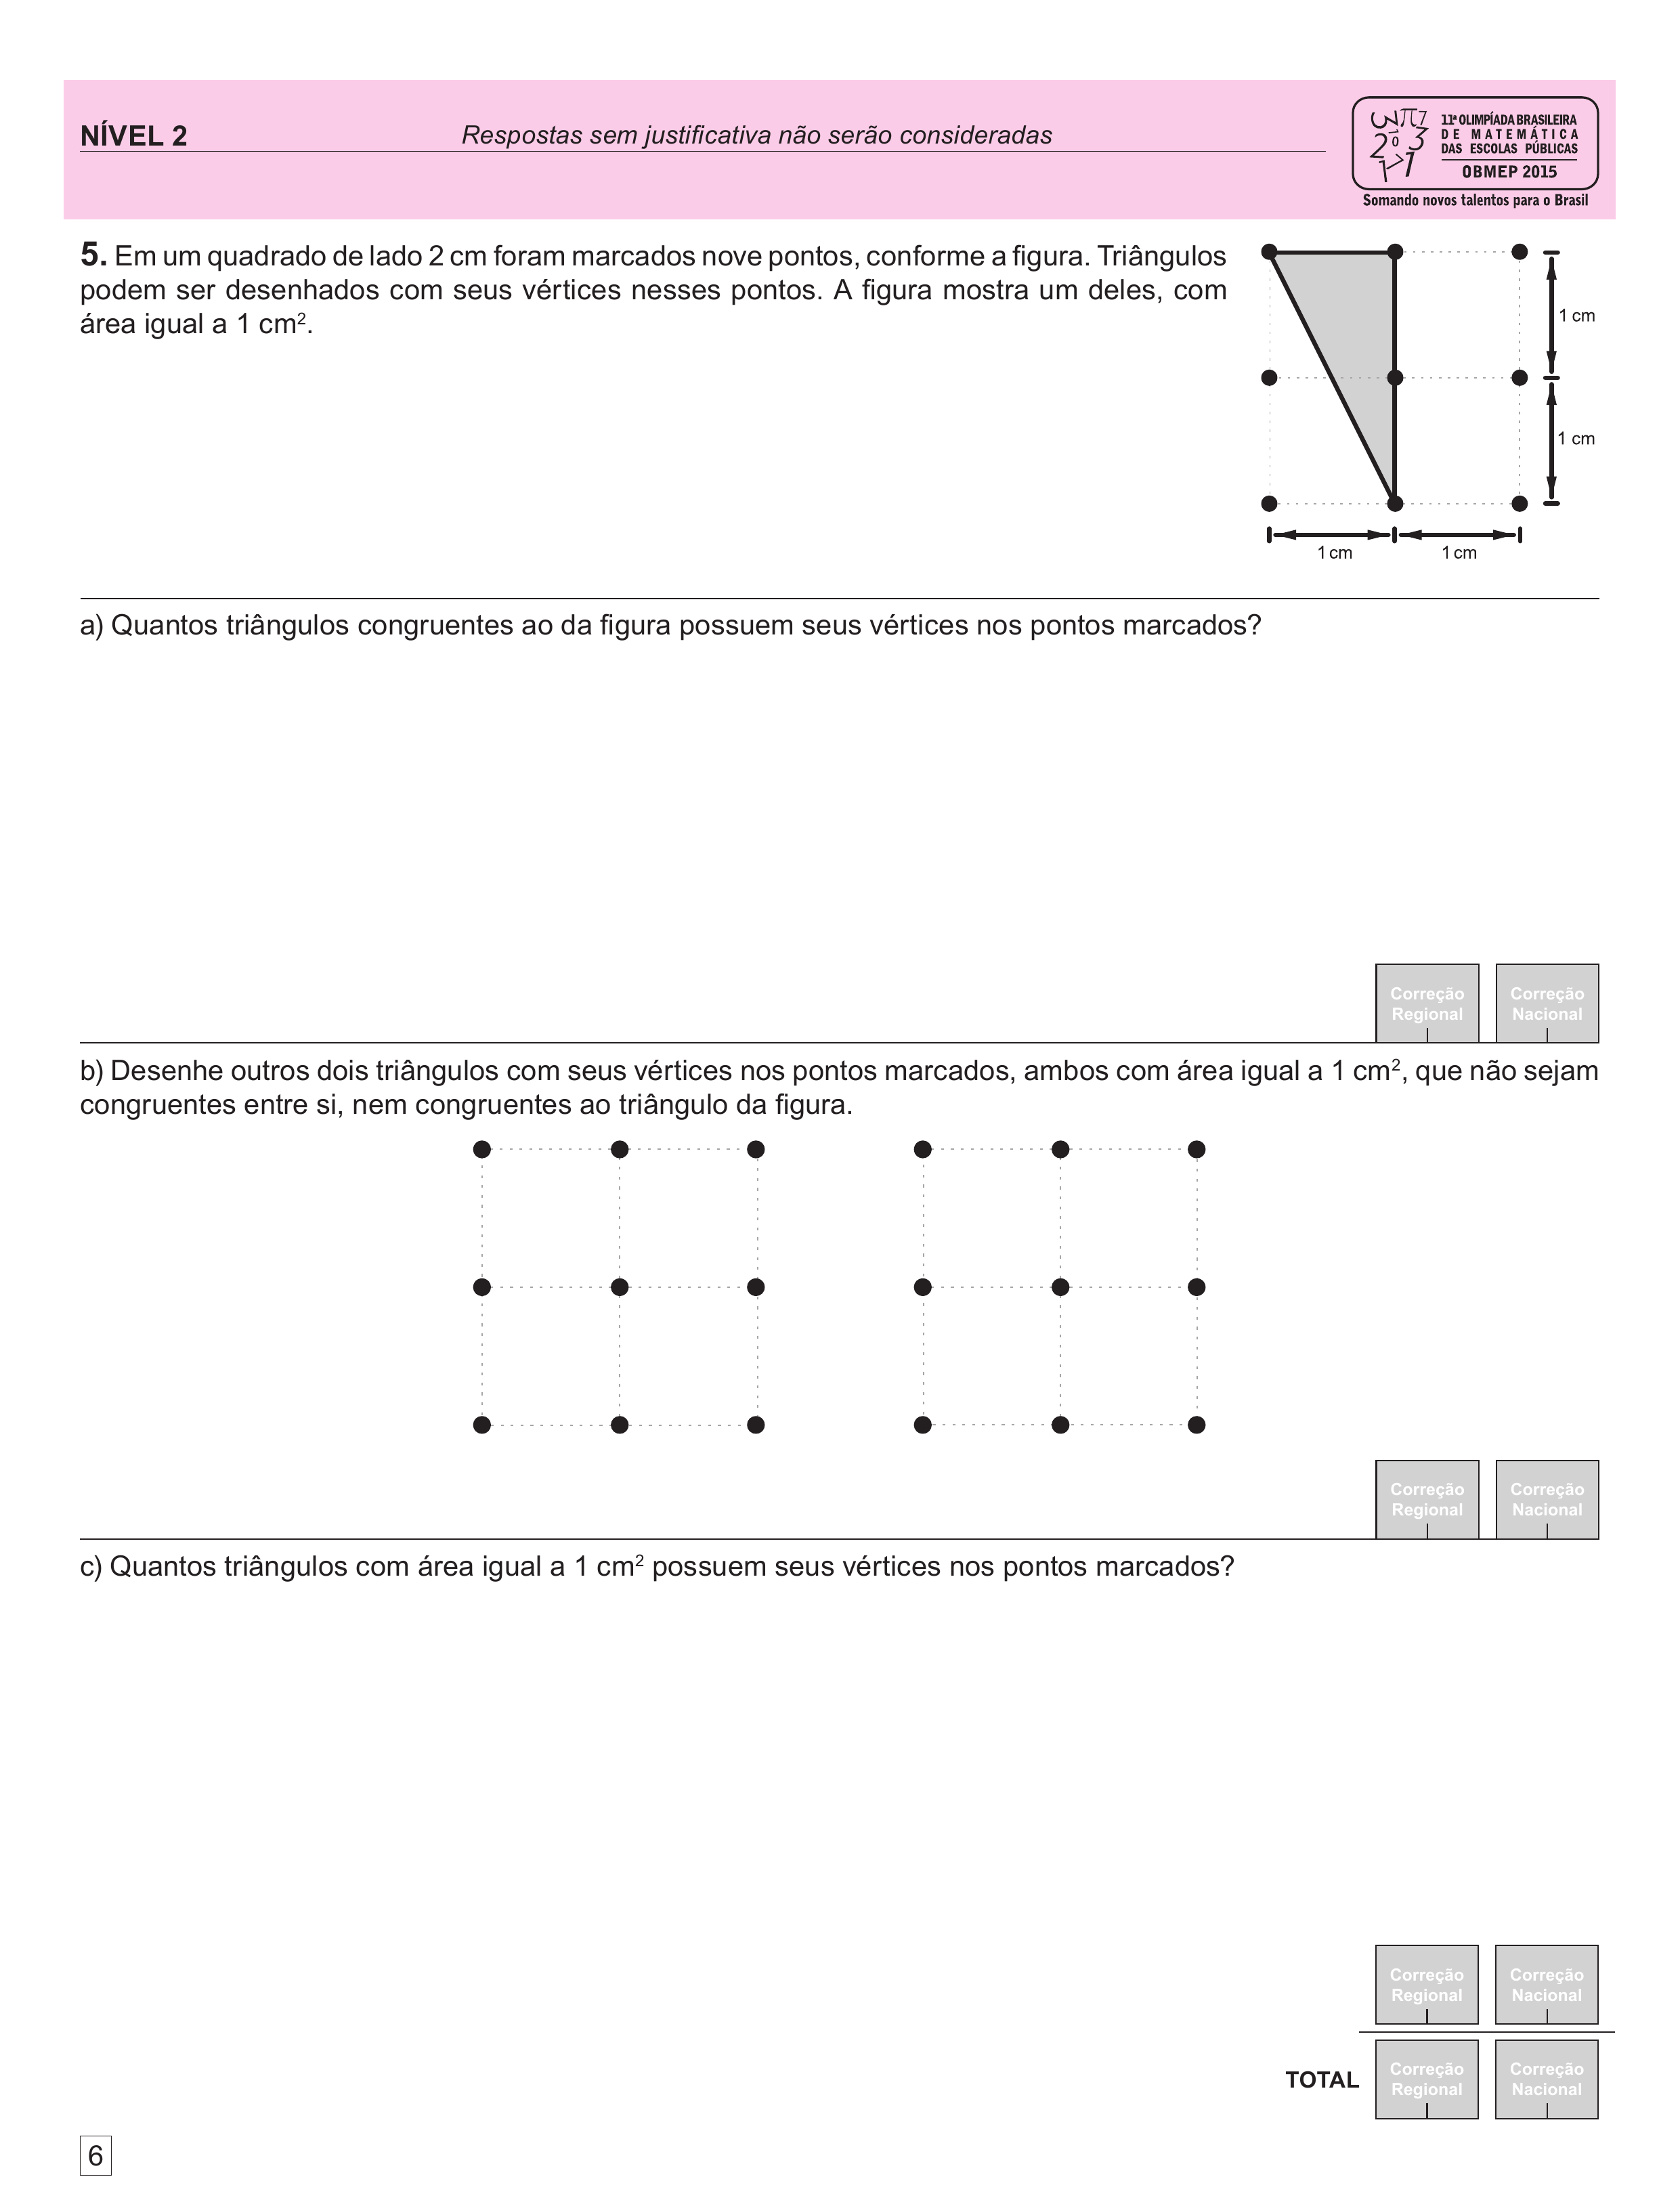 NÍVEL 2
Respostas sem justificativa não serão consideradas
11ª OLIMPÍADA BRASILEIRA
DE MATEMÁTICA
DAS ESCOLAS PÚBLICAS
OBMEP 2015
Somando novos talentos para o Brasil
5. Em um quadrado de lado 2 cm foram marcados nove pontos, conforme a figura. Triângulos
podem ser desenhados com seus vértices nesses pontos. A figura mostra um deles, com
área igual a 1 cm².
1 cm
1 cm
1 cm
1 cm
a) Quantos triângulos congruentes ao da figura possuem seus vértices nos pontos marcados?
Correção
Regional
Correção
Nacional
b) Desenhe outros dois triângulos com seus vértices nos pontos marcados, ambos com área igual a 1 cm², que não sejam
congruentes entre si, nem congruentes ao triângulo da figura.
Correção
Regional
Correção
Nacional
c) Quantos triângulos com área igual a 1 cm² possuem seus vértices nos pontos marcados?
Correção
Regional
Correção
Nacional
TOTAL
Correção
Regional
Correção
Nacional
6